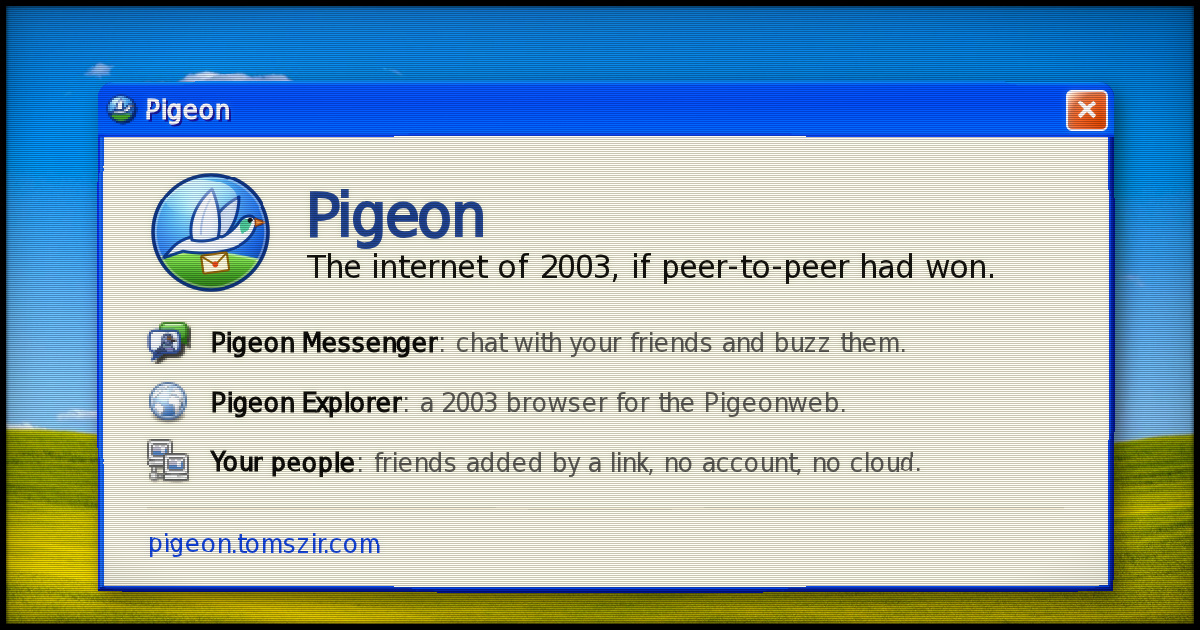 Pigeon
Pigeon
The internet of 2003, if peer-to-peer had won.
Pigeon Messenger: chat with your friends and buzz them.
Pigeon Explorer: a 2003 browser for the Pigeonweb.
Your people: friends added by a link, no account, no cloud.
pigeon.tomszir.com